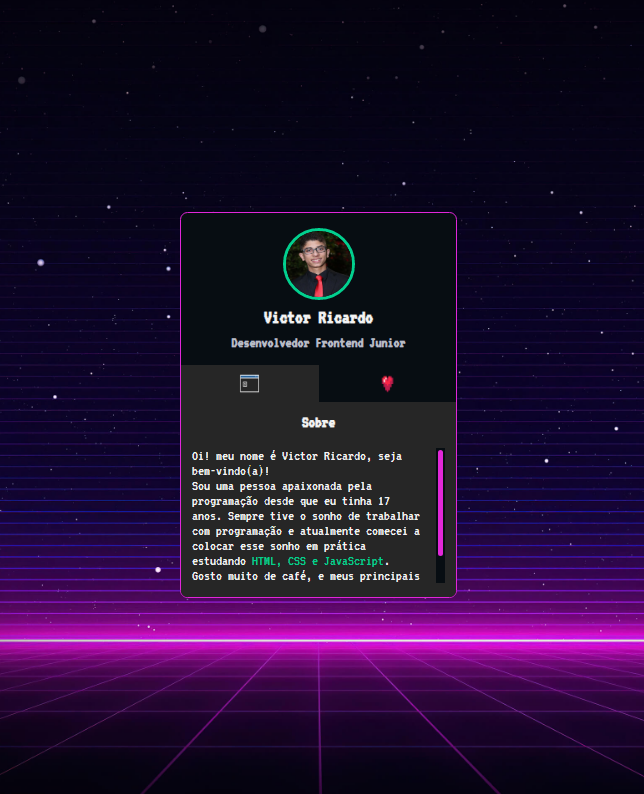 Victor Ricardo
Desenvolvedor Frontend Junior
Sobre
Oi! meu nome é Victor Ricardo, seja
bem-vindo(a)!
Sou uma pessoa apaixonada pela
programação desde que eu tinha 17
anos. Sempre tive o sonho de trabalhar
com programação e atualmente comecei a
colocar esse sonho em prática
estudando HTML, CSS e JavaScript.
Gosto muito de café, e meus principais